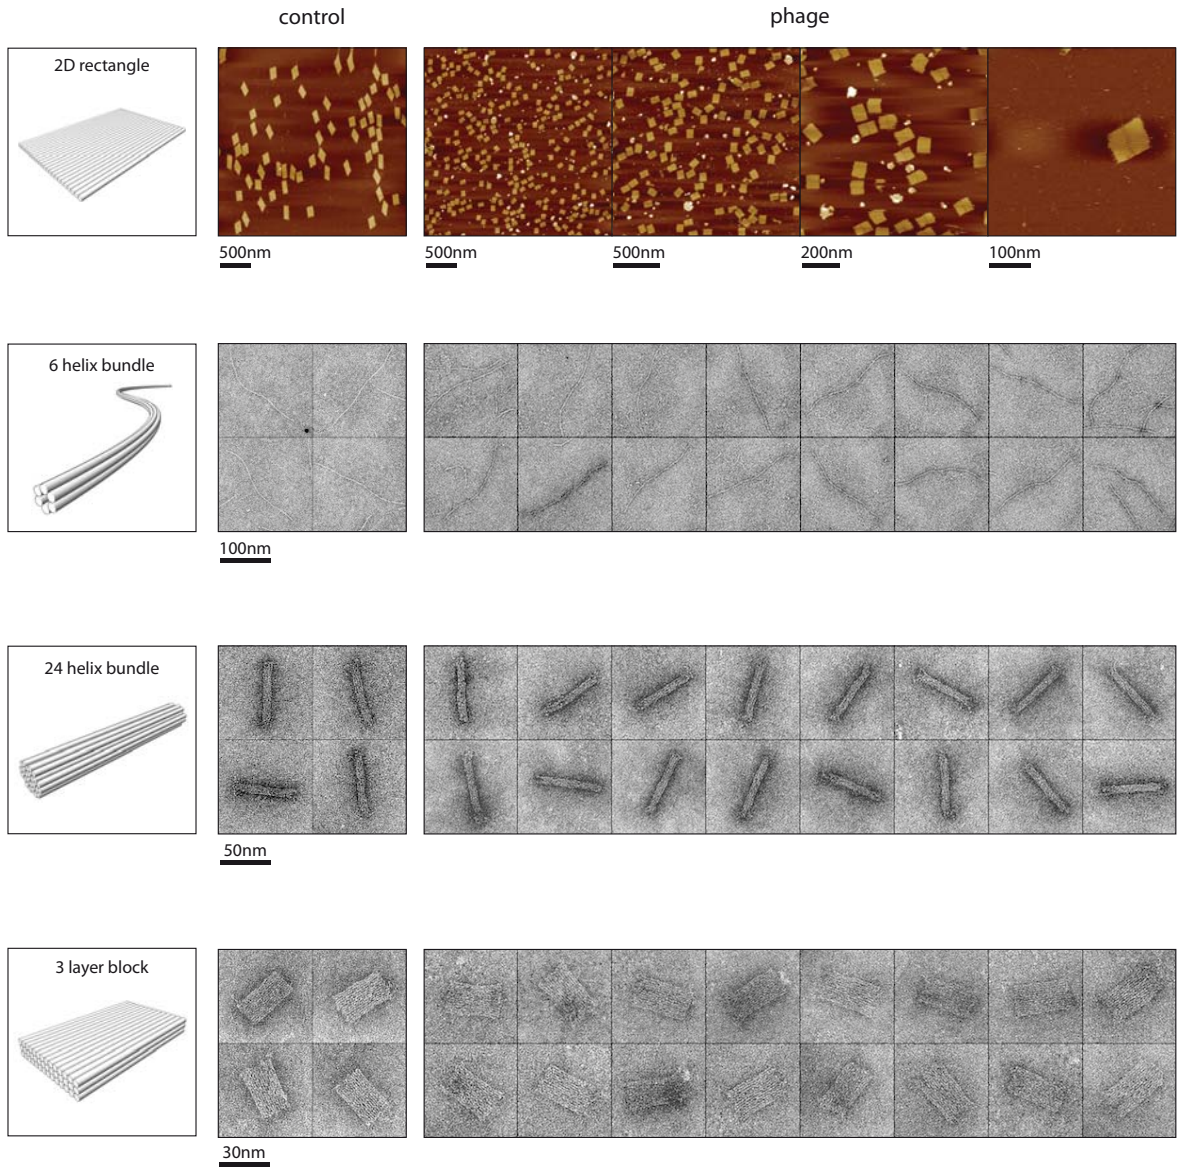 control
phage
2D rectangle
500nm
500nm
500nm
200nm
100nm
6 helix bundle
100nm
24 helix bundle
50nm
3 layer block
30nm